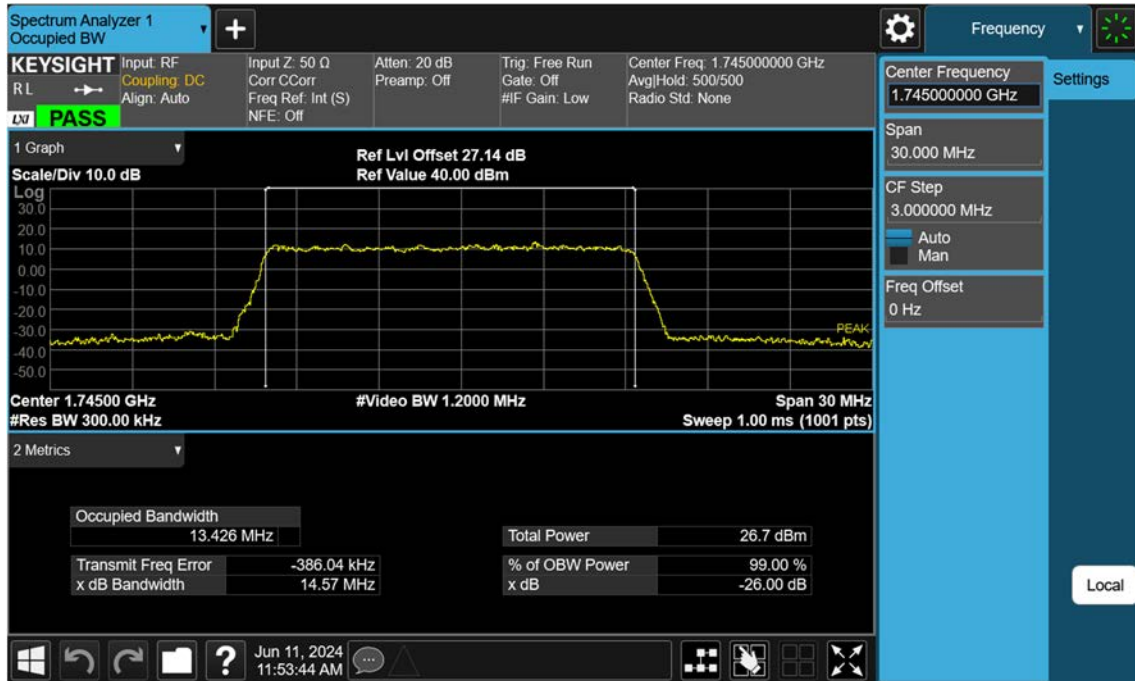 Spectrum Analyzer 1
Occupied BW
+
Frequency
KEYSIGHT
RL
LXI
PASS
Input: RF
Coupling: DC
Align: Auto
Input Z: 50 Ω
Corr CCorr
Freq Ref: Int (S)
NFE: Off
Atten: 20 dB
Preamp: Off
Trig: Free Run
Gate: Off
#IF Gain: Low
Center Freq: 1.745000000 GHz
Avg|Hold: 500/500
Radio Std: None
Center Frequency
1.745000000 GHz
Settings
Span
30.000 MHz
CF Step
3.000000 MHz
Auto
Man
Freq Offset
0 Hz
Local
1 Graph
Scale/Div 10.0 dB
Ref Lvl Offset 27.14 dB
Ref Value 40.00 dBm
Log
30.0
20.0
10.0
0.00
-10.0
-20.0
-30.0
-40.0
-50.0
PEAK
Center 1.74500 GHz
#Video BW 1.2000 MHz
Span 30 MHz
#Res BW 300.00 kHz
Sweep 1.00 ms (1001 pts)
2 Metrics
Occupied Bandwidth
13.426 MHz
Total Power 26.7 dBm
Transmit Freq Error -386.04 kHz
% of OBW Power 99.00 %
x dB Bandwidth 14.57 MHz
x dB -26.00 dB
?
Jun 11, 2024
11:53:44 AM